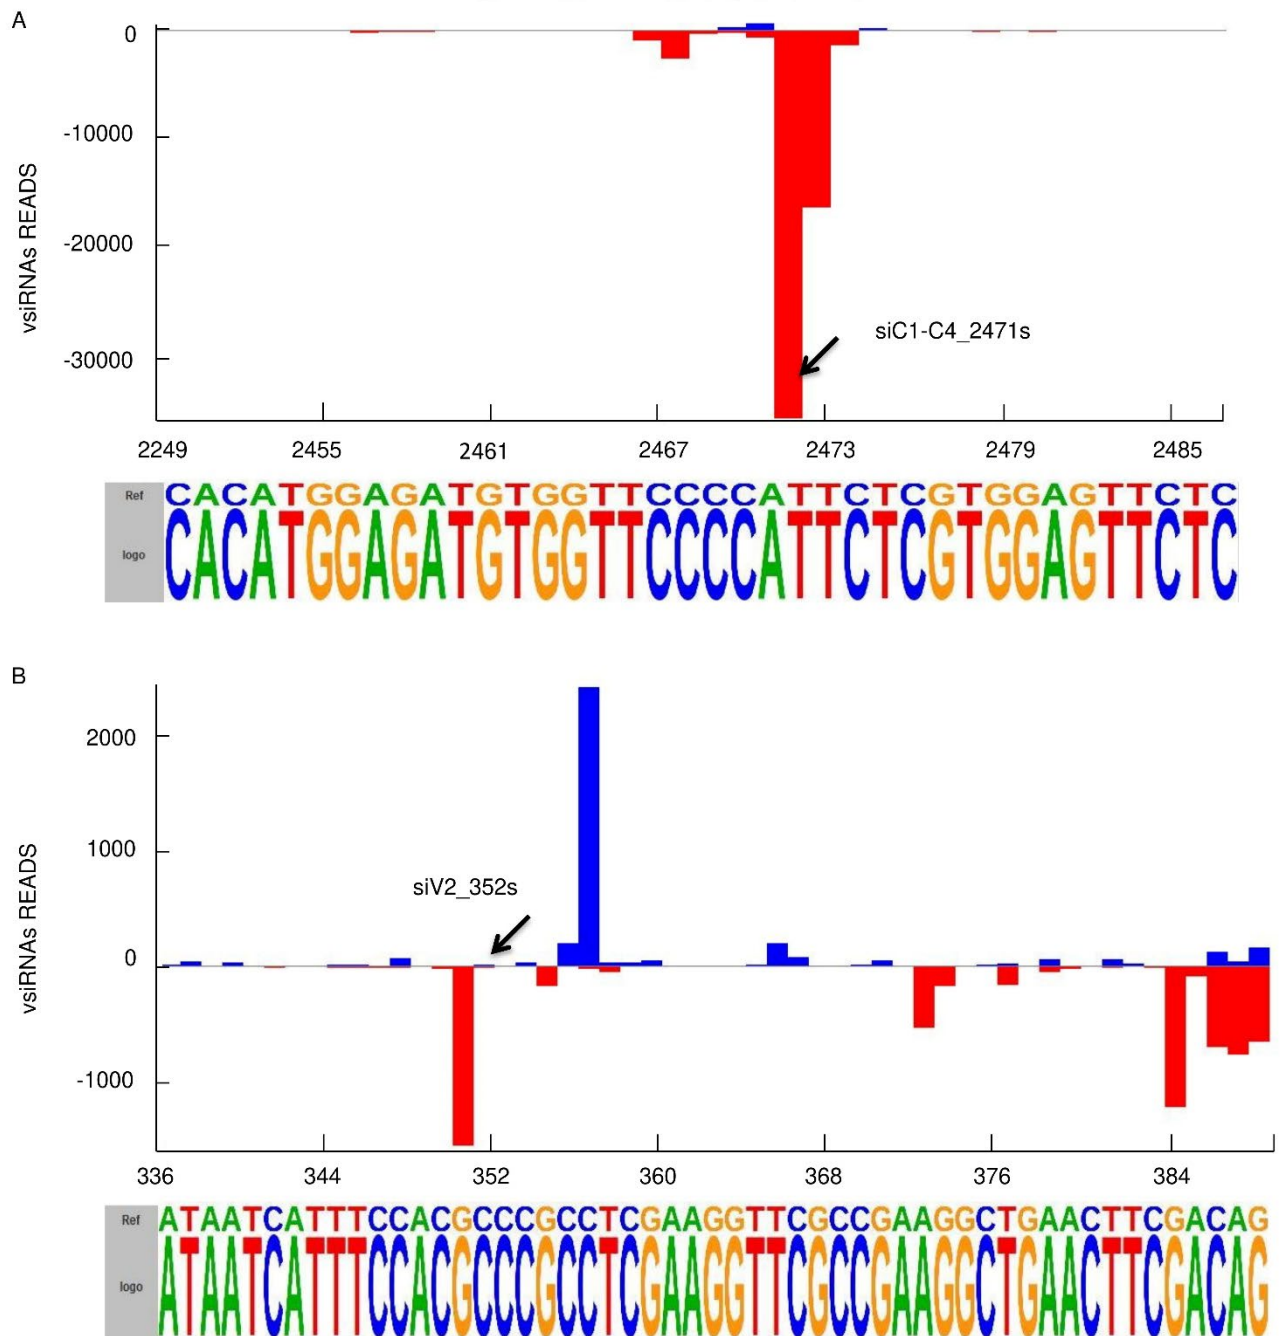 A
0
-10000
-20000
-30000
vsiRNAs READS
siC1-C4_2471s
2249 2455 2461 2467 2473 2479 2485
Ref CACATGGAGATGTGGTTCCCCATTCTCGTGGAGTTCTC
logo CACATGGAGATGTGGTTCCCCATTCTCGTGGAGTTCTC
B
2000
1000
0
-1000
vsiRNAs READS
siV2_352s
336 344 352 360 368 376 384
Ref ATAATCATTTCCACGCCCGCCTCGAAGGTTCGCCGAAGGCTGAACTTCGACAG
logo ATAATCATTTCCACGCCCGCCTCGAAGGTTCGCCGAAGGCTGAACTTCGACAG